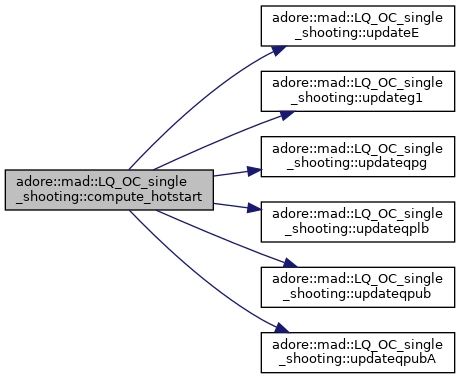 adore::mad::LQ_OC_single
_shooting::updateE
adore::mad::LQ_OC_single
_shooting::updateg1
adore::mad::LQ_OC_single
_shooting::updateqpg
adore::mad::LQ_OC_single
_shooting::compute_hotstart
adore::mad::LQ_OC_single
_shooting::updateqplb
adore::mad::LQ_OC_single
_shooting::updateqpub
adore::mad::LQ_OC_single
_shooting::updateqpubA